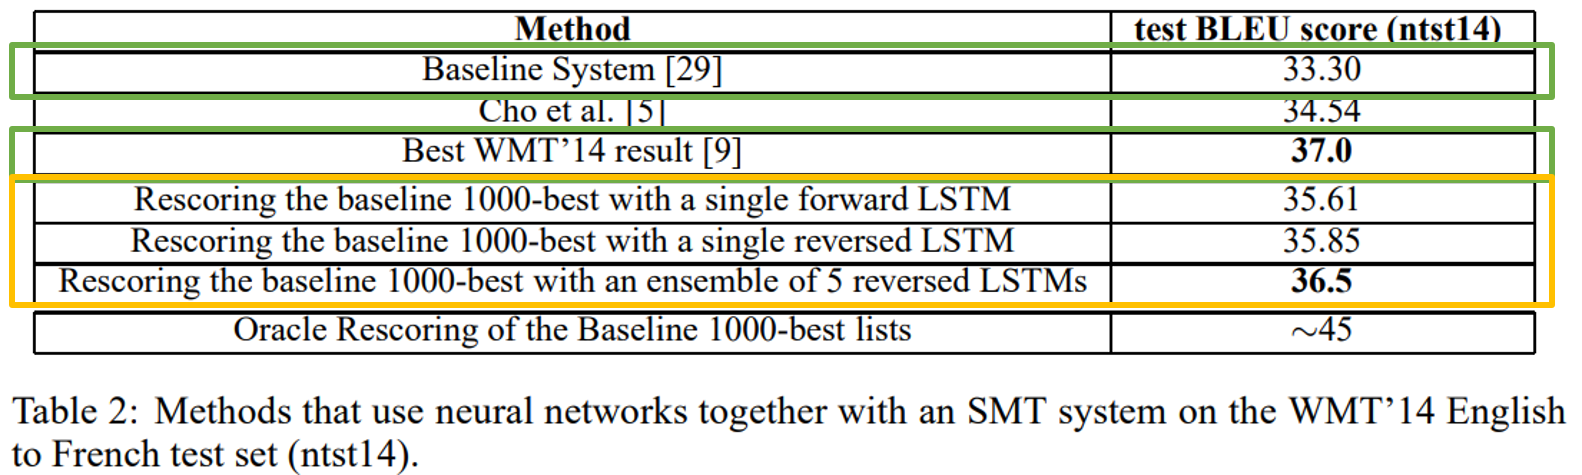 Method test BLEU score (ntst14)
Baseline System [29] 33.30
Cho et al. [5] 34.54
Best WMT’14 result [9] 37.0
Rescoring the baseline 1000-best with a single forward LSTM 35.61
Rescoring the baseline 1000-best with a single reversed LSTM 35.85
Rescoring the baseline 1000-best with an ensemble of 5 reversed LSTMs 36.5
Oracle Rescoring of the Baseline 1000-best lists ∼45
Table 2: Methods that use neural networks together with an SMT system on the WMT’14 English
to French test set (ntst14).